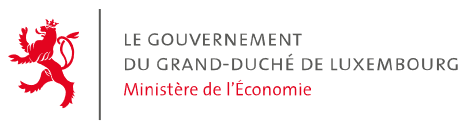 LE GOUVERNEMENT
DU GRAND-DUCHÉ DE LUXEMBOURG
Ministère de l'Économie